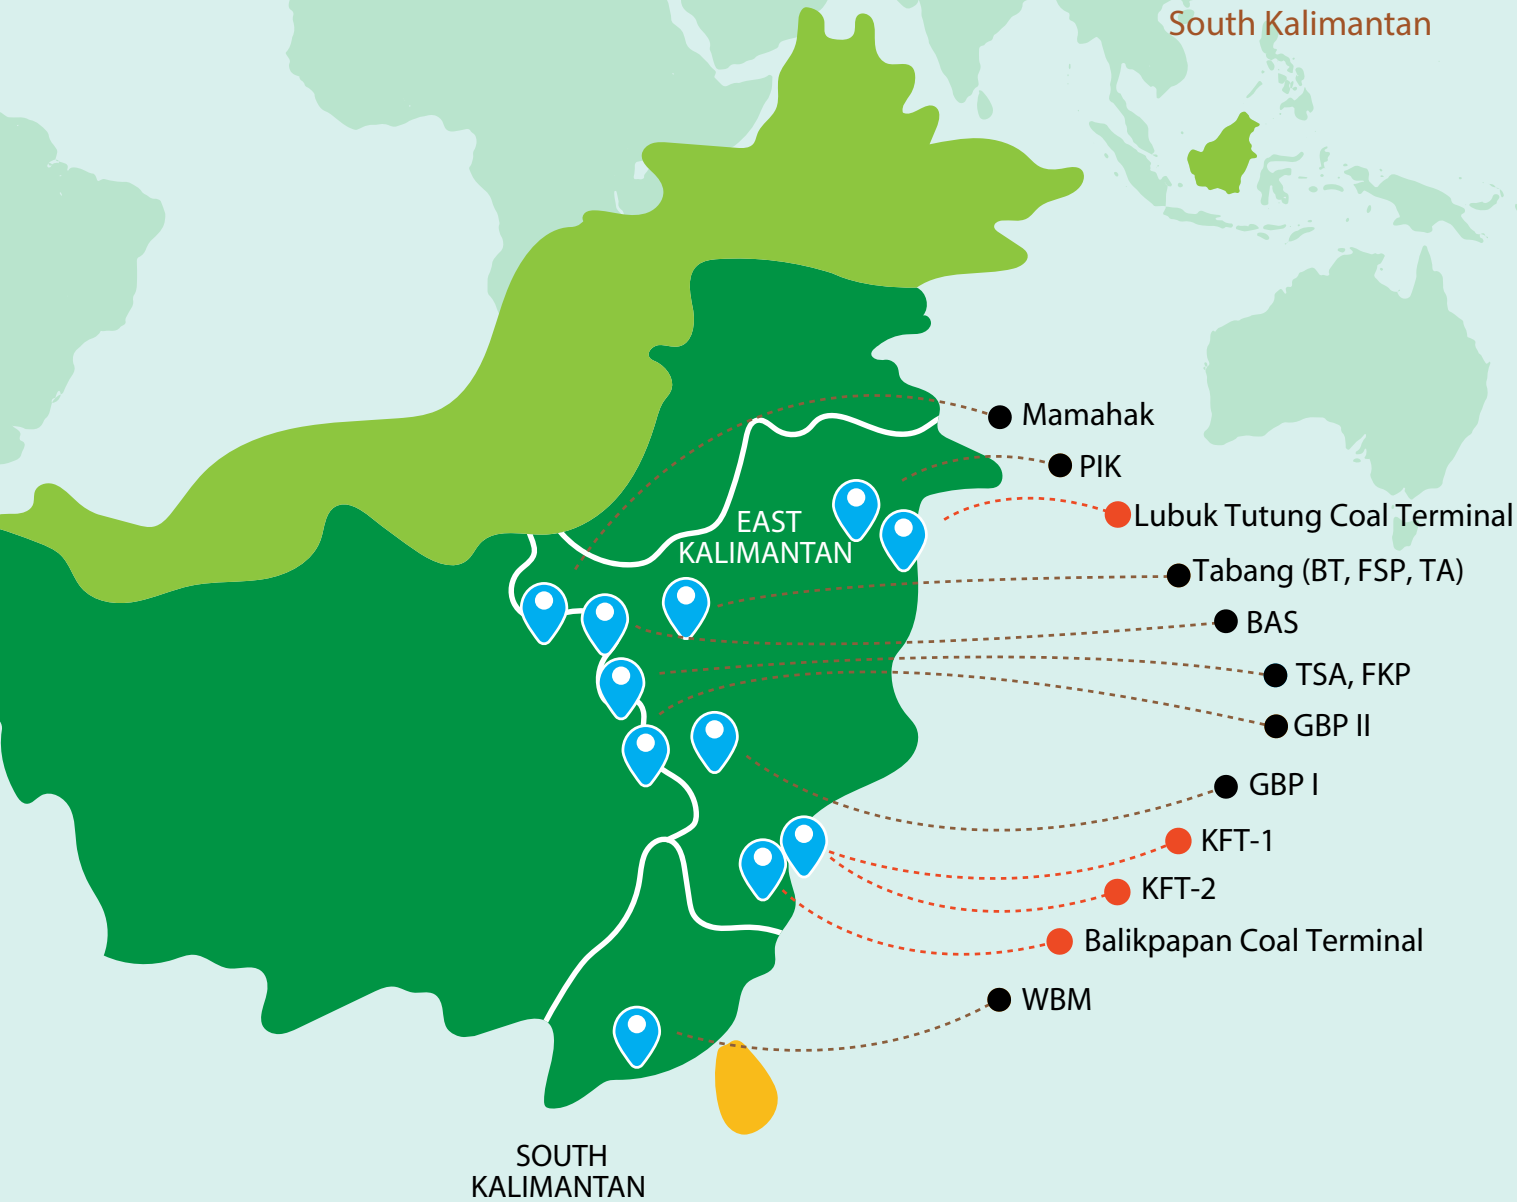 South Kalimantan
Mamahak
PIK
EAST
KALIMANTAN
Lubuk Tutung Coal Terminal
Tabang (BT, FSP, TA)
BAS
TSA, FKP
GBP II
GBP I
KFT-1
KFT-2
Balikpapan Coal Terminal
WBM
SOUTH
KALIMANTAN